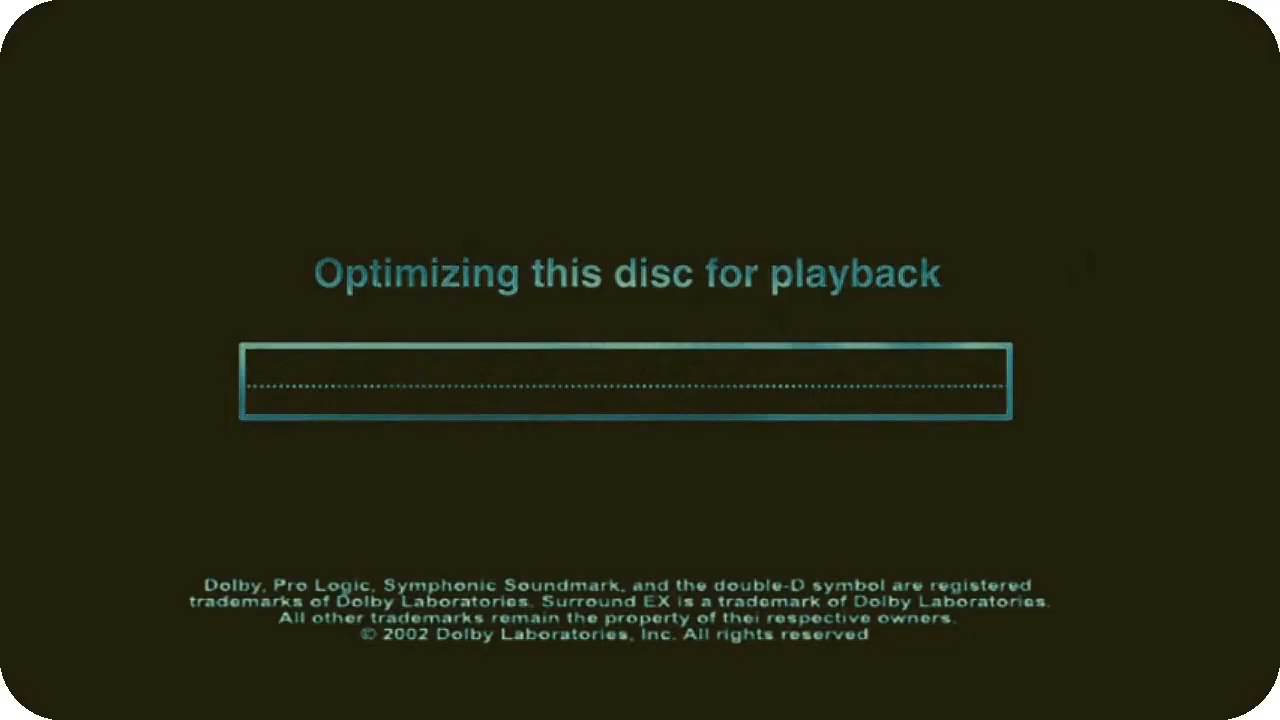 Optimizing this disc for playback
Dolby, Pro Logic, Symphonic Soundmark, and the double-D symbol are registered
trademarks of Dolby Laboratories. Surround EX is a trademark of Dolby Laboratories.
All other trademarks remain the property of thei respective owners.
© 2002 Dolby Laboratories, Inc. All rights reserved